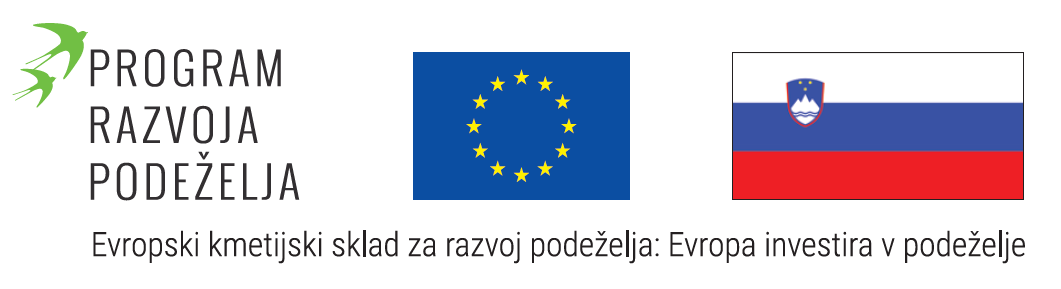 PROGRAM
RAZVOJA
PODEŽELJA
Evropski kmetijski sklad za razvoj podeželja: Evropa investira v podeželje